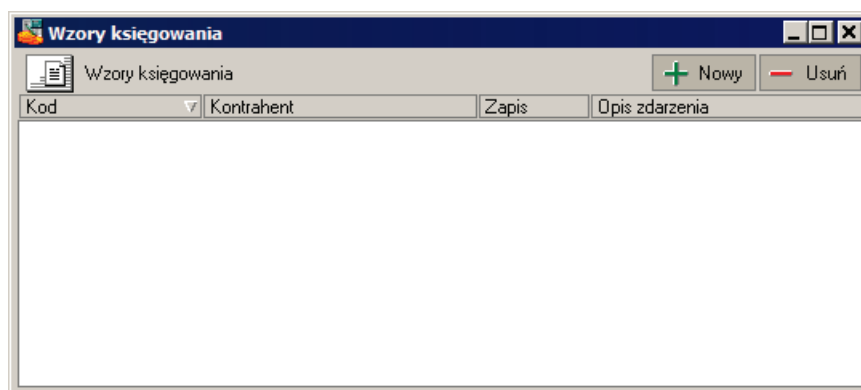 Wzory księgowania
Wzory księgowania Nowy Usuń
Kod Kontrahent Zapis Opis zdarzenia